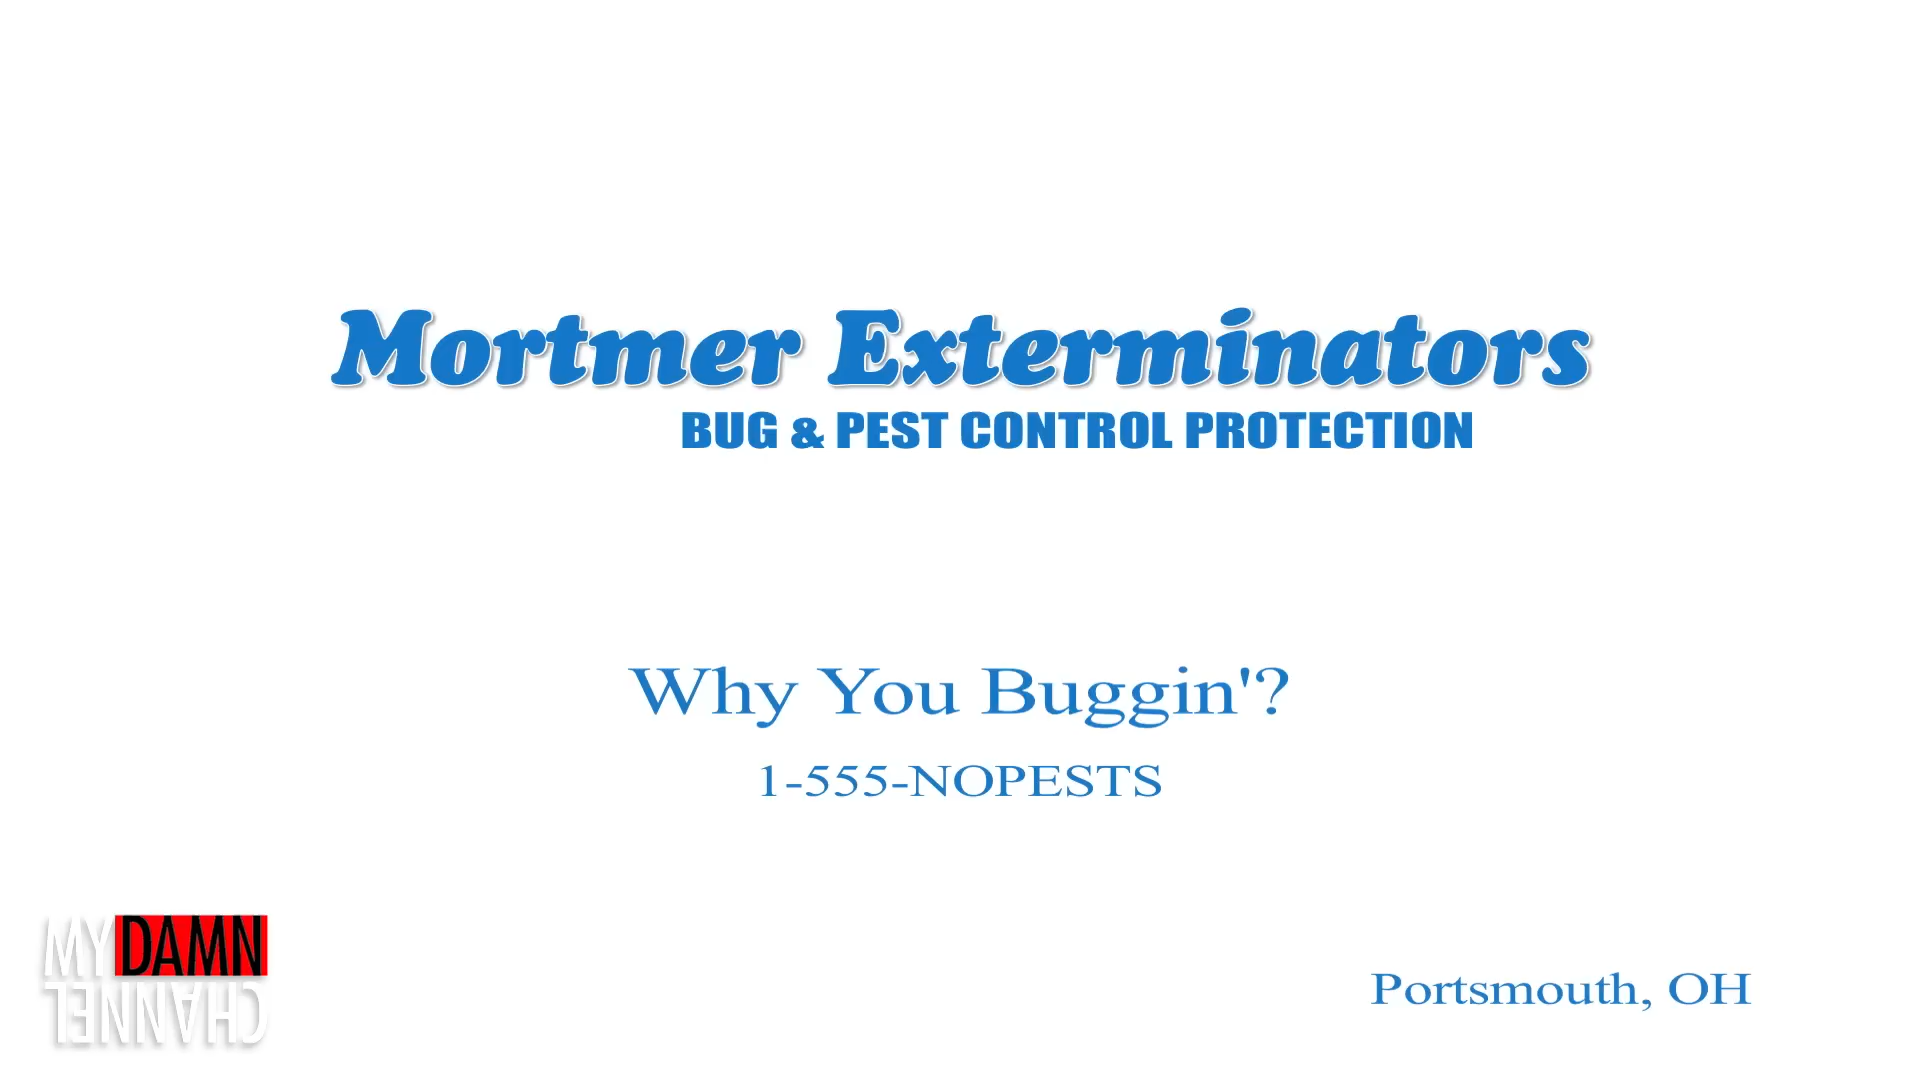 Mortmer Exterminators
BUG & PEST CONTROL PROTECTION
Why You Buggin'?
1-555-NOPESTS
MY DAMN
CHANNEL
Portsmouth, OH